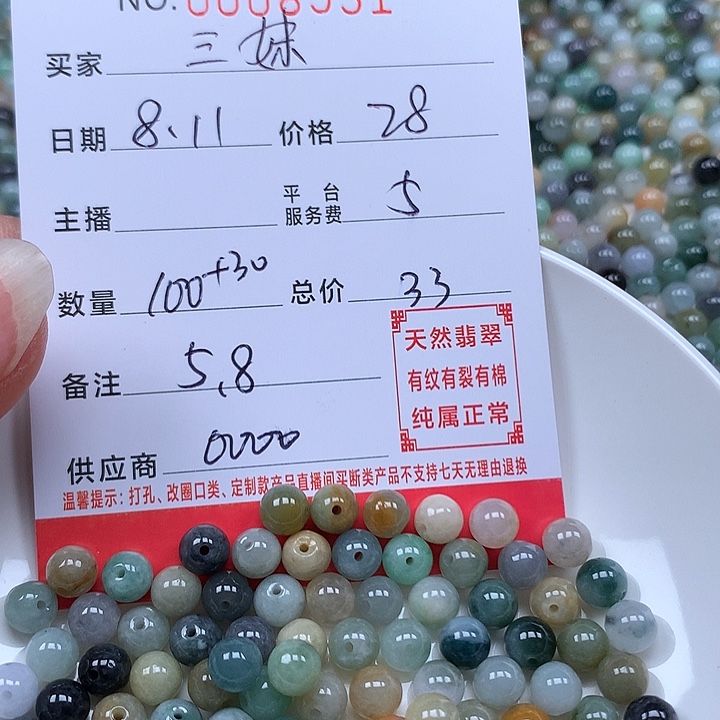 NO. 0008551
买家 三妹
日期 8.11 价格 28
主播 平台服务费 5
数量 100+30 总价 33
备注 5.8
供应商 0000
天然翡翠
有纹有裂有棉
纯属正常
温馨提示：打孔、改圈口类、定制款产品直播间买断类产品不支持七天无理由退换